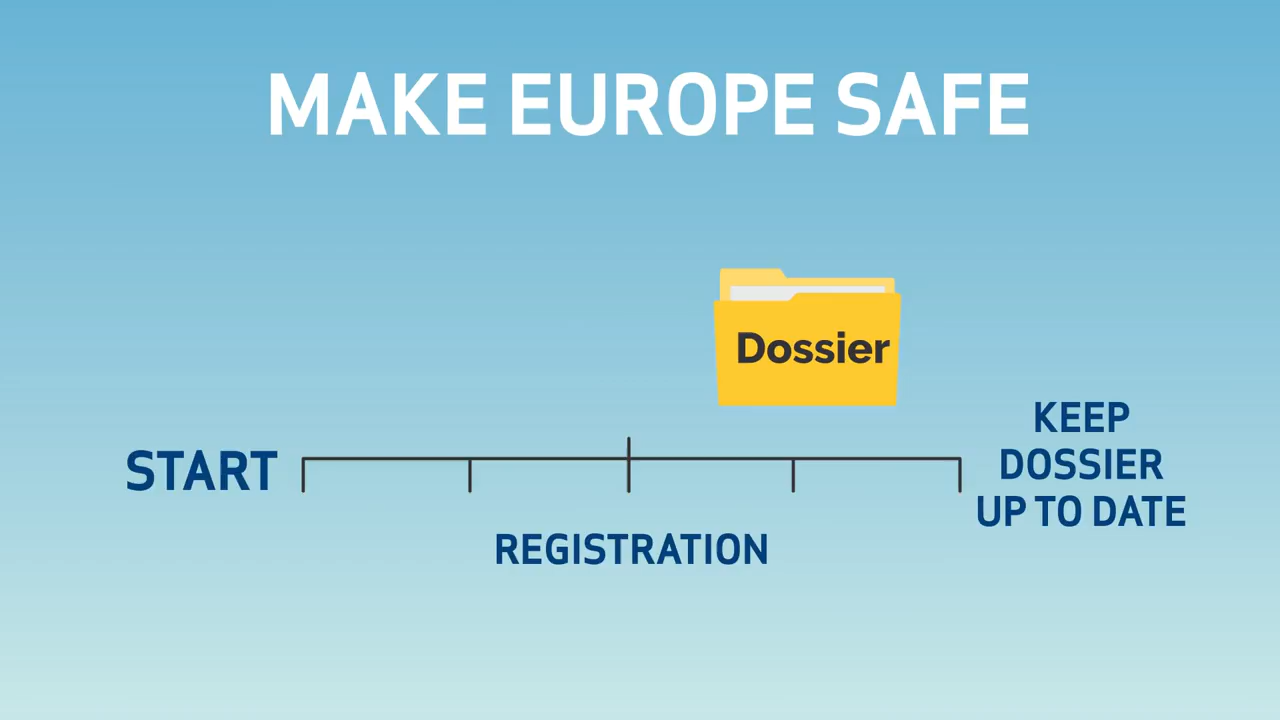 MAKE EUROPE SAFE
Dossier
START
KEEP
DOSSIER
UP TO DATE
REGISTRATION